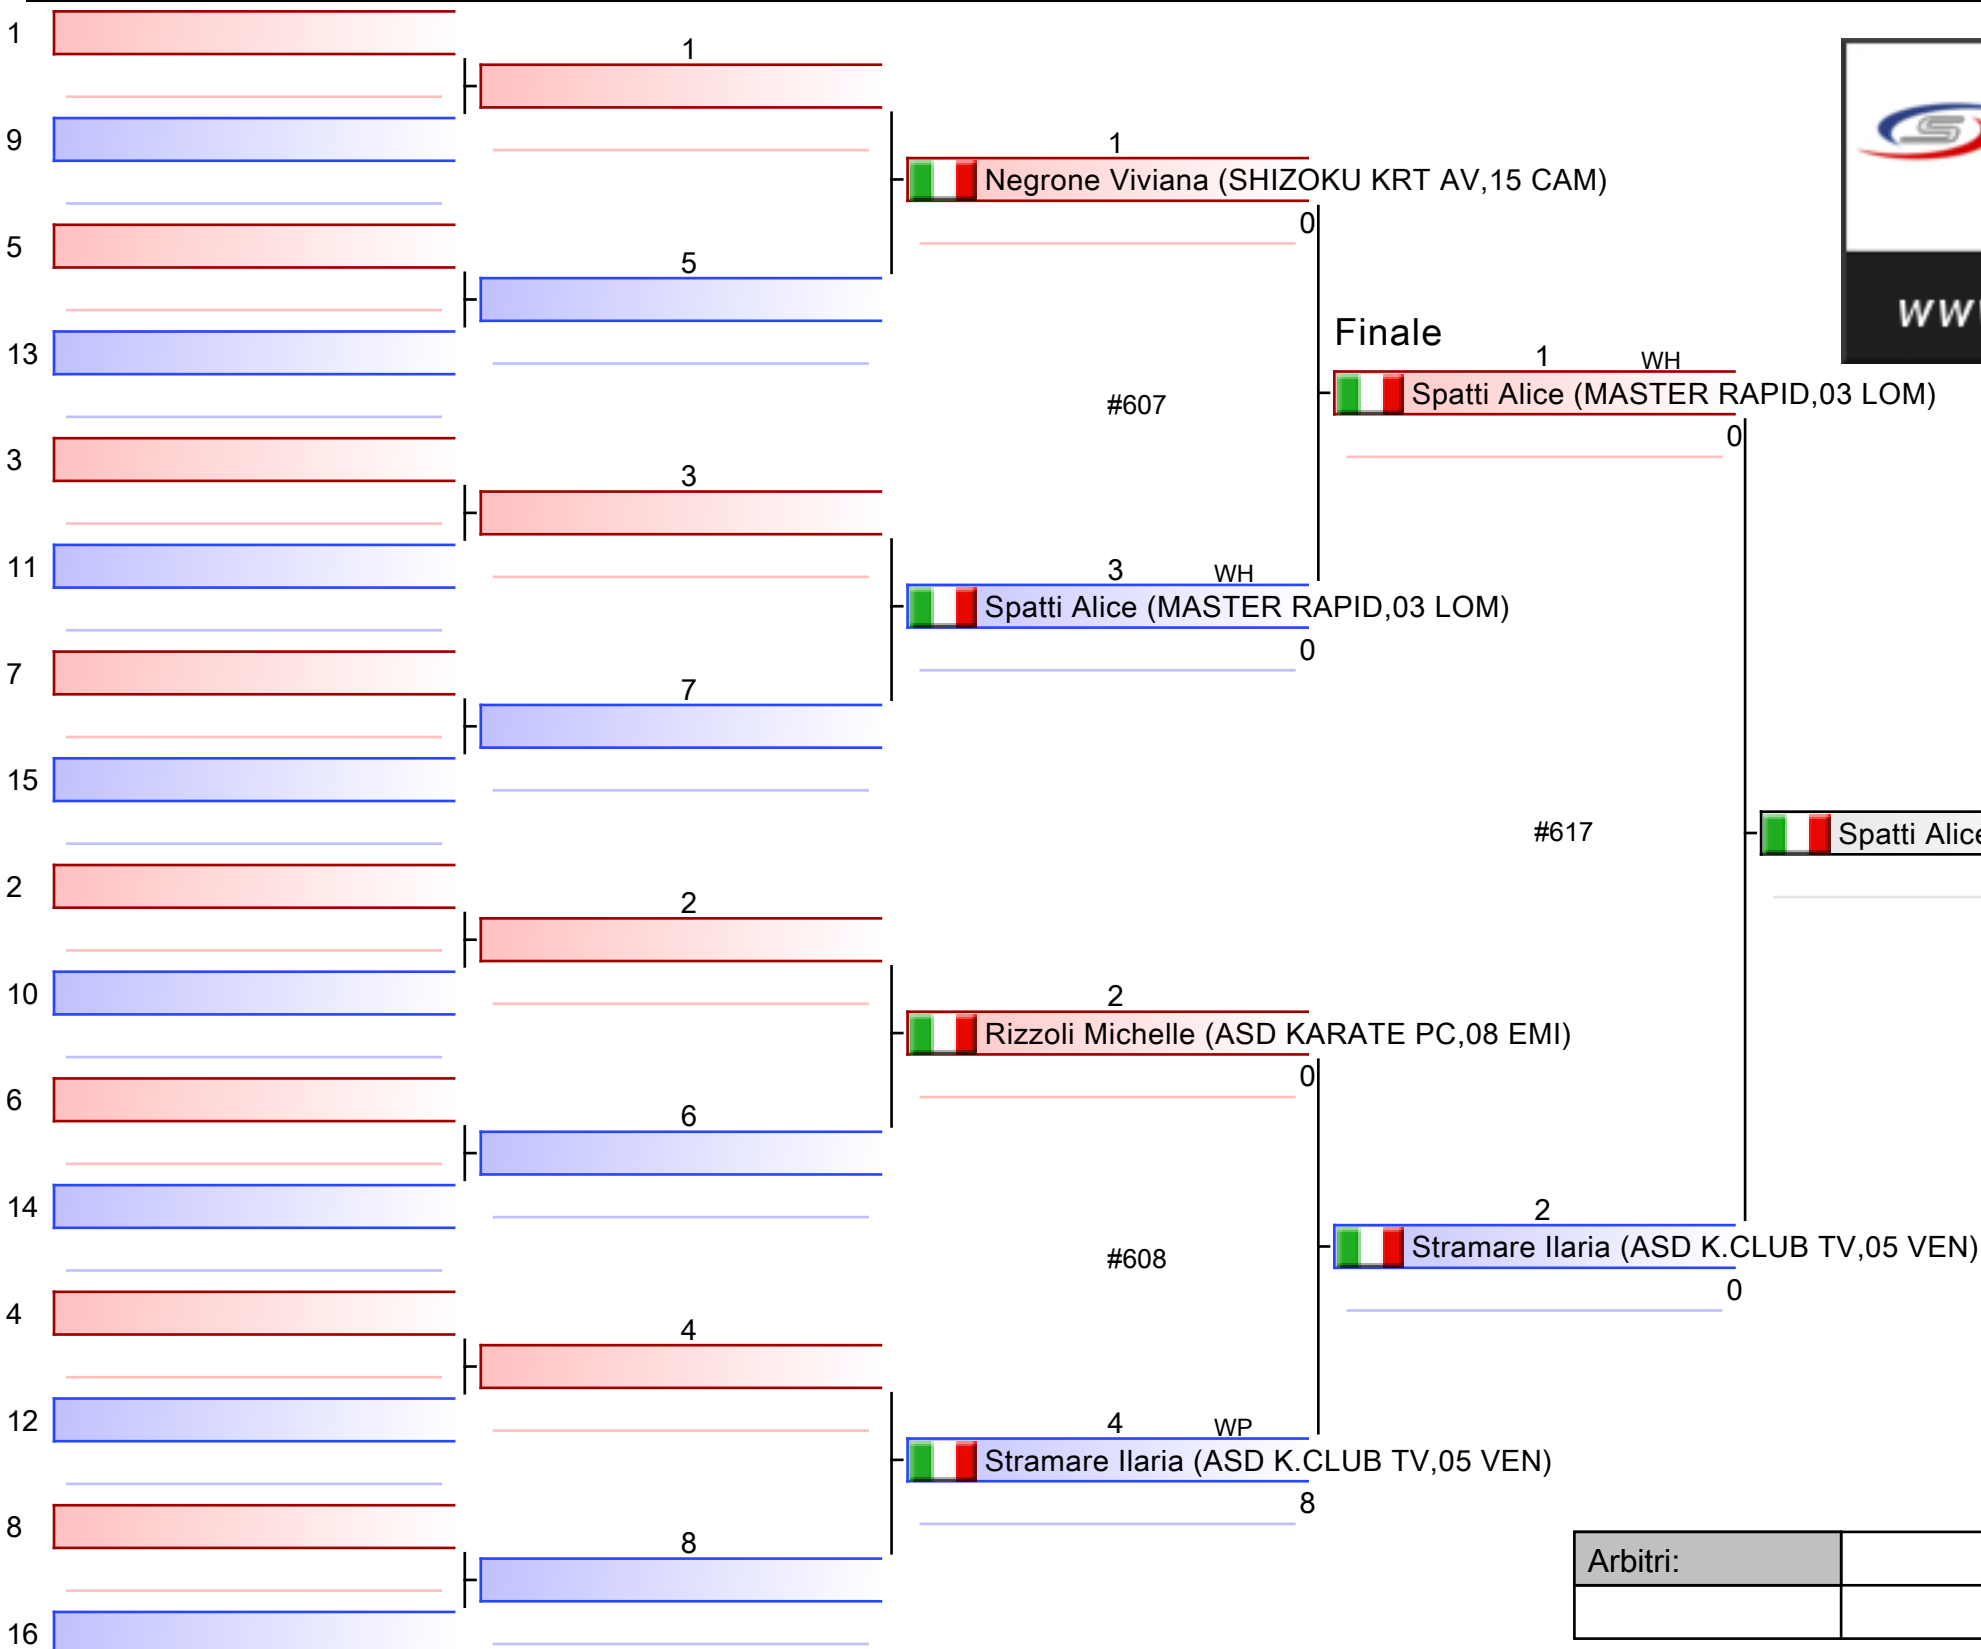 1
9
5
13
3
11
7
15
2
10
6
14
4
12
8
16
1
5
3
7
2
6
4
8
1
Negrone Viviana (SHIZOKU KRT AV,15 CAM)
0
#607
3 WH
Spatti Alice (MASTER RAPID,03 LOM)
0
2
Rizzoli Michelle (ASD KARATE PC,08 EMI)
0
#608
4 WP
Stramare Ilaria (ASD K.CLUB TV,05 VEN)
8
Finale
1 WH
Spatti Alice (MASTER RAPID,03 LOM)
0
#617
2
Stramare Ilaria (ASD K.CLUB TV,05 VEN)
0
Spatti Alice
S
Arbitri: